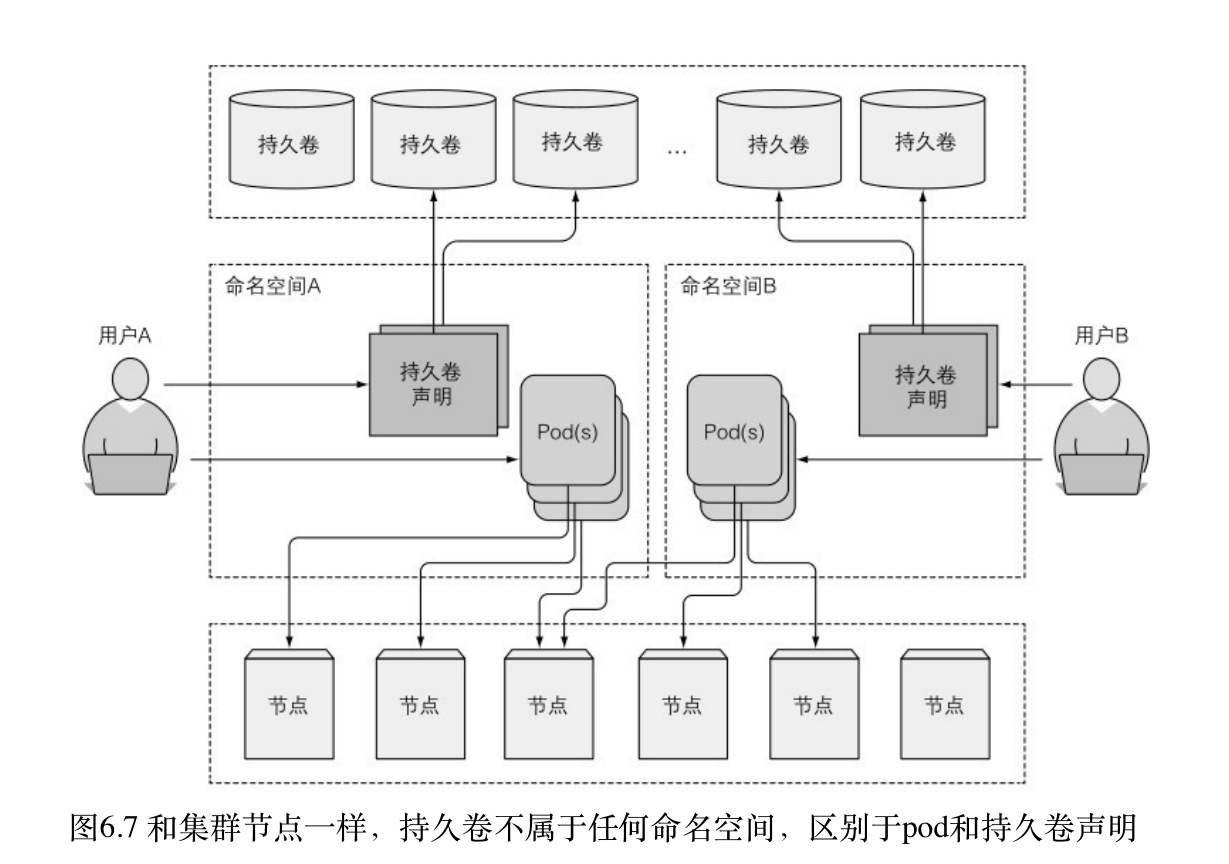 持久卷 持久卷 持久卷 ... 持久卷 持久卷
命名空间A 命名空间B
用户A 用户B
持久卷 持久卷
声明 声明
Pod(s) Pod(s)
节点 节点 节点 节点 节点 节点
图6.7 和集群节点一样，持久卷不属于任何命名空间，区别于pod和持久卷声明